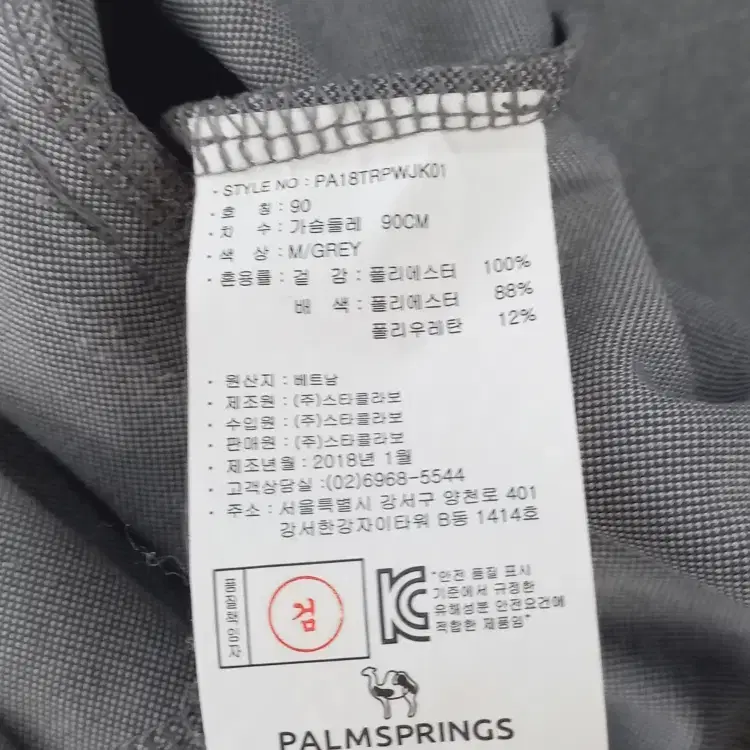 · STYLE NO : PA18TRPWJK01
· 호 칭 : 90
· 치 수 : 가슴둘레 90CM
· 색 상 : M/GREY
· 혼용률 : 겉 감 : 폴리에스터 100%
배 색 : 폴리에스터 88%
폴리우레탄 12%
· 원산지 : 베트남
· 제조원 : (주)스타콜라보
· 수입원 : (주)스타콜라보
· 판매원 : (주)스타콜라보
· 제조년월 : 2018년 1월
· 고객상담실 :(02)6968-5544
· 주소 : 서울특별시 강서구 양천로 401
강서한강자이타워 B동 1414호
품질책임자
검
"안전 품질 표시
기준에서 규정한
유해성분 안전요건에
적합한 제품임"
PALMSPRINGS